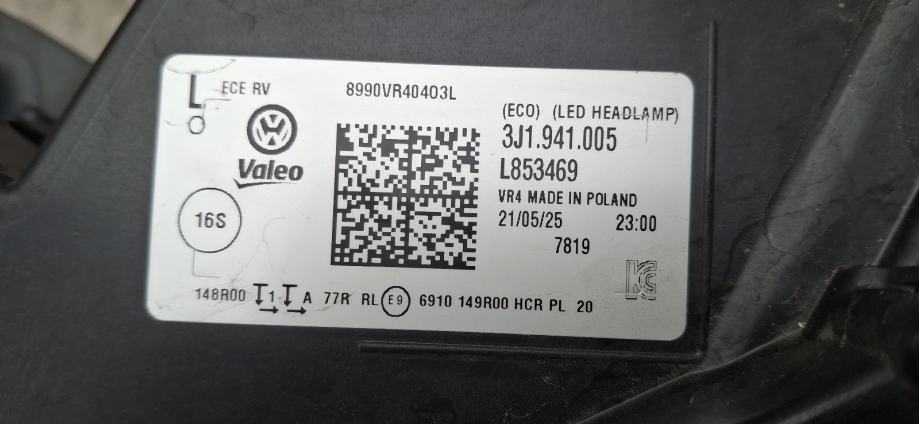 L ECE RV 8990VR40403L
(ECO) (LED HEADLAMP)
3J1.941.005
Valeo
L853469
VR4 MADE IN POLAND
16S
21/05/25 23:00
7819
148R00 1 A 77R RL E9 6910 149R00 HCR PL 20